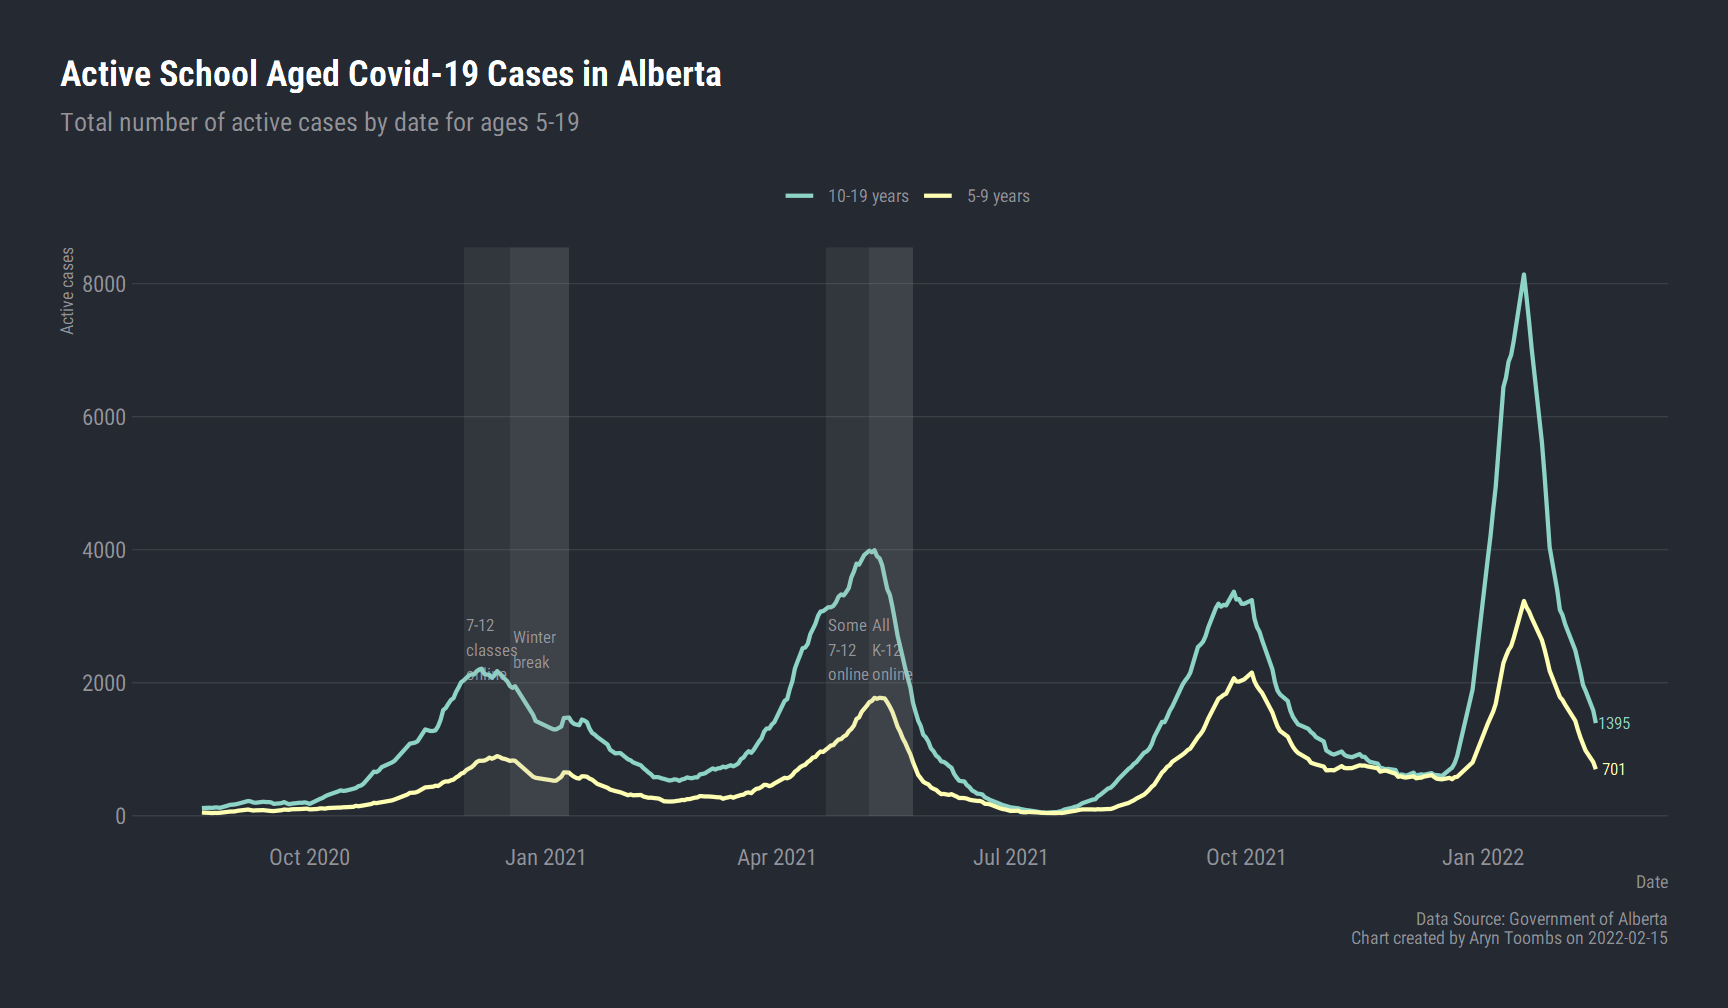 Active School Aged Covid-19 Cases in Alberta
Total number of active cases by date for ages 5-19
10-19 years
5-9 years
Active cases
8000
6000
4000
2000
0
7-12
classes
online
Winter
break
Some
7-12
online
All
K-12
online
1395
701
Oct 2020
Jan 2021
Apr 2021
Jul 2021
Oct 2021
Jan 2022
Date
Data Source: Government of Alberta
Chart created by Aryn Toombs on 2022-02-15